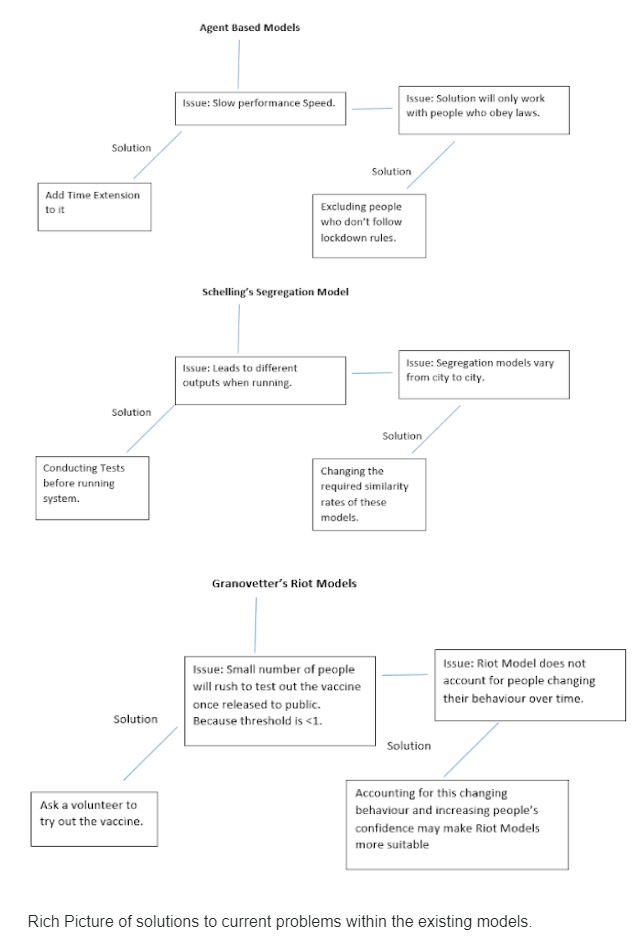 Agent Based Models
Issue: Slow performance Speed.
Issue: Solution will only work
with people who obey laws.
Solution
Solution
Add Time Extension
to it
Excluding people
who don't follow
lockdown rules.
Schelling's Segregation Model
Issue: Leads to different
outputs when running.
Issue: Segregation models vary
from city to city.
Solution
Solution
Conducting Tests
before running
system.
Changing the
required similarity
rates of these
models.
Granovetter's Riot Models
Issue: Small number of people
will rush to test out the vaccine
once released to public.
Because threshold is <1.
Issue: Riot Model does not
account for people changing
their behaviour over time.
Solution
Solution
Ask a volunteer to
try out the vaccine.
Accounting for this changing
behaviour and increasing people's
confidence may make Riot Models
more suitable
Rich Picture of solutions to current problems within the existing models.